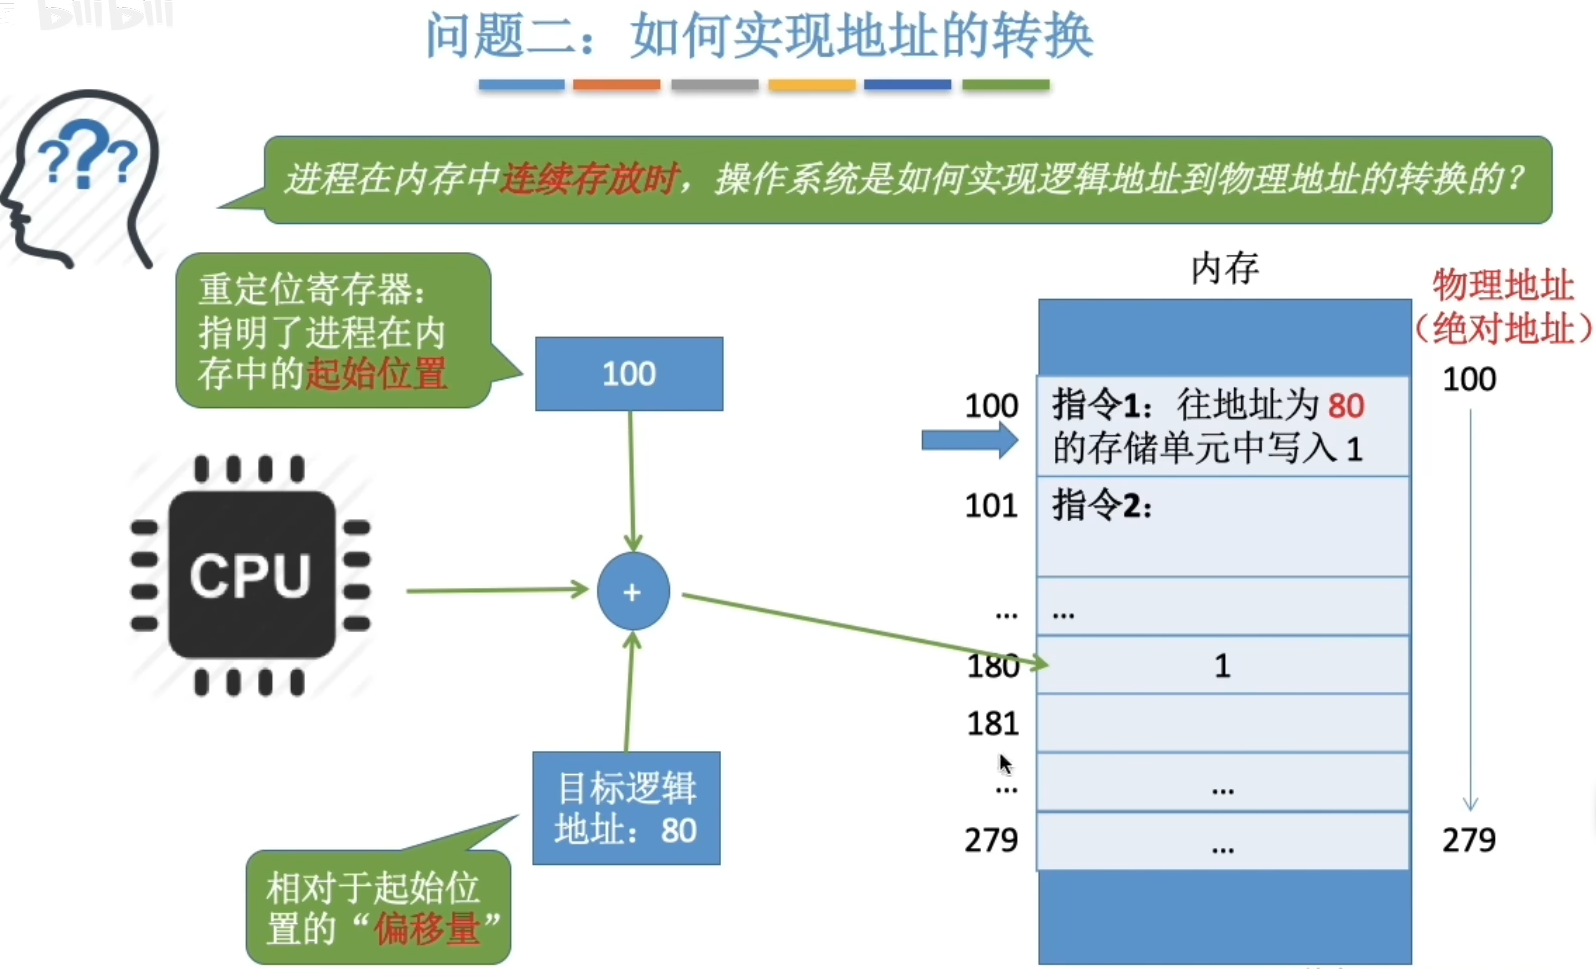 bilibili
问题二：如何实现地址的转换
???
进程在内存中连续存放时，操作系统是如何实现逻辑地址到物理地址的转换的？
重定位寄存器：
指明了进程在内
存中的起始位置
100
CPU
+
目标逻辑
地址：80
相对于起始位
置的“偏移量”
内存
物理地址
（绝对地址）
100
100
指令1：往地址为 80
的存储单元中写入 1
101
指令2：
...
...
180
1
181
...
...
279
...
279